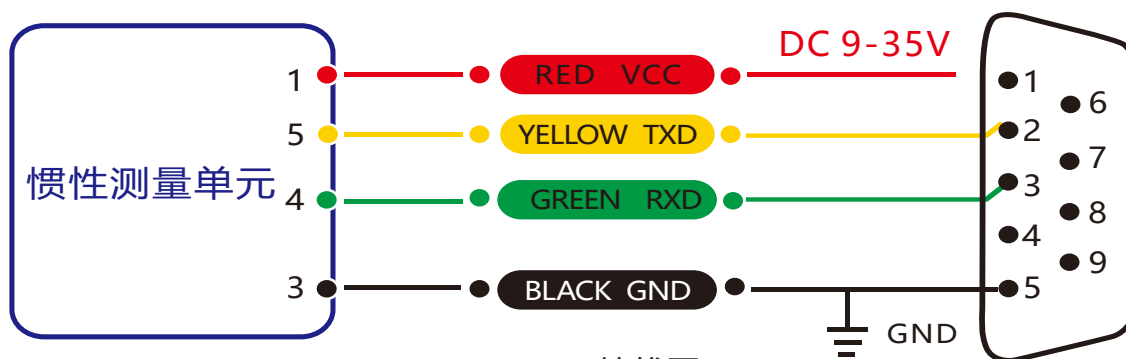 DC 9-35V
1 RED VCC
5 YELLOW TXD
惯性测量单元
4 GREEN RXD
3 BLACK GND
GND
1
2
3
4
5
6
7
8
9